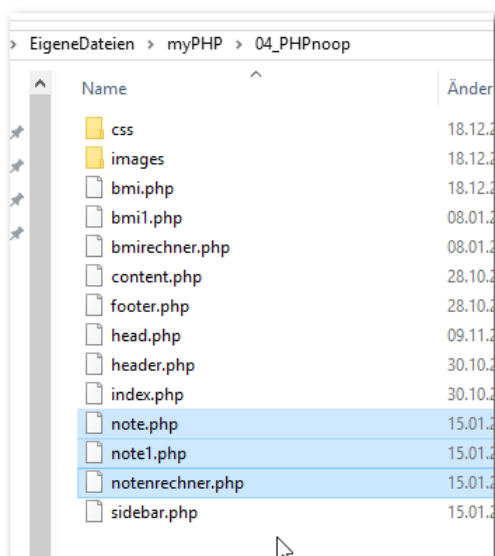 EigeneDateien > myPHP > 04_PHPnoop
Name Änder
css 18.12.2
images 18.12.2
bmi.php 18.12.2
bmi1.php 08.01.2
bmirechner.php 08.01.2
content.php 28.10.2
footer.php 28.10.2
head.php 09.11.2
header.php 30.10.2
index.php 30.10.2
note.php 15.01.2
note1.php 15.01.2
notenrechner.php 15.01.2
sidebar.php 15.01.2